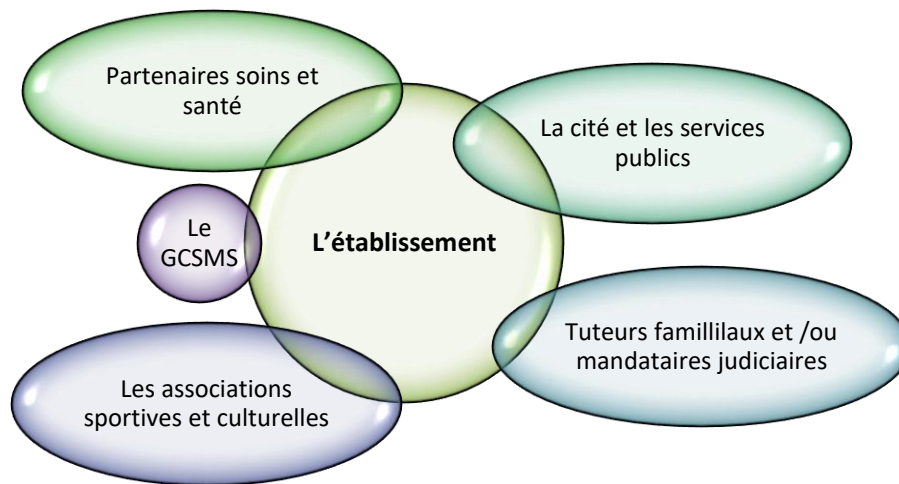 Partenaires soins et
santé
La cité et les services
publics
Le
GCSMS
L'établissement
Tuteurs famillilaux et /ou
mandataires judiciaires
Les associations
sportives et culturelles